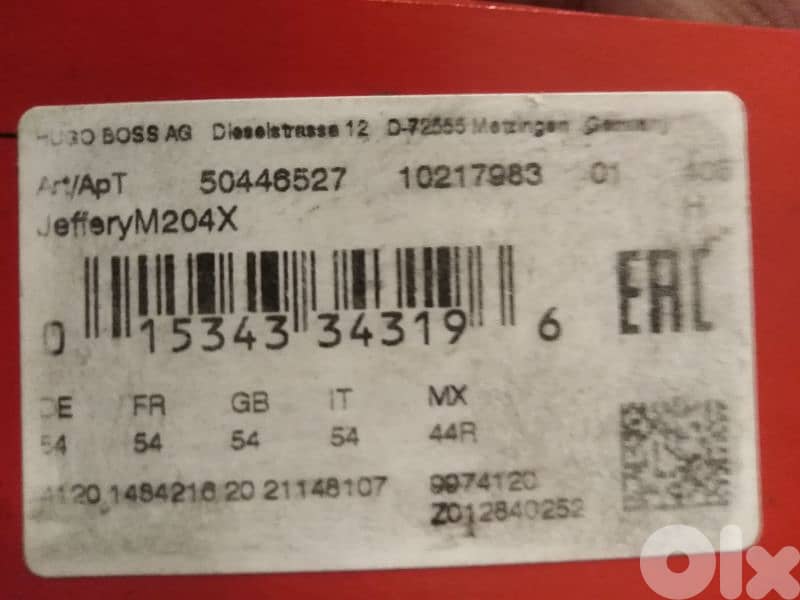 HUGO BOSS AG Dieselstrasse 12 D-72555 Metzingen Germany
Art/ApT 50446527 10217983 01
JefferyM204X H
0 15343 34319 6
EAC
DE FR GB IT MX
54 54 54 54 44R
4120 1484216 20 21148107 9974120
Z012840252
Olx